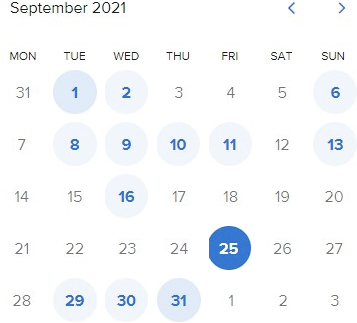 September 2021
MON TUE WED THU FRI SAT SUN
31 1 2 3 4 5 6
7 8 9 10 11 12 13
14 15 16 17 18 19 20
21 22 23 24 25 26 27
28 29 30 31 1 2 3